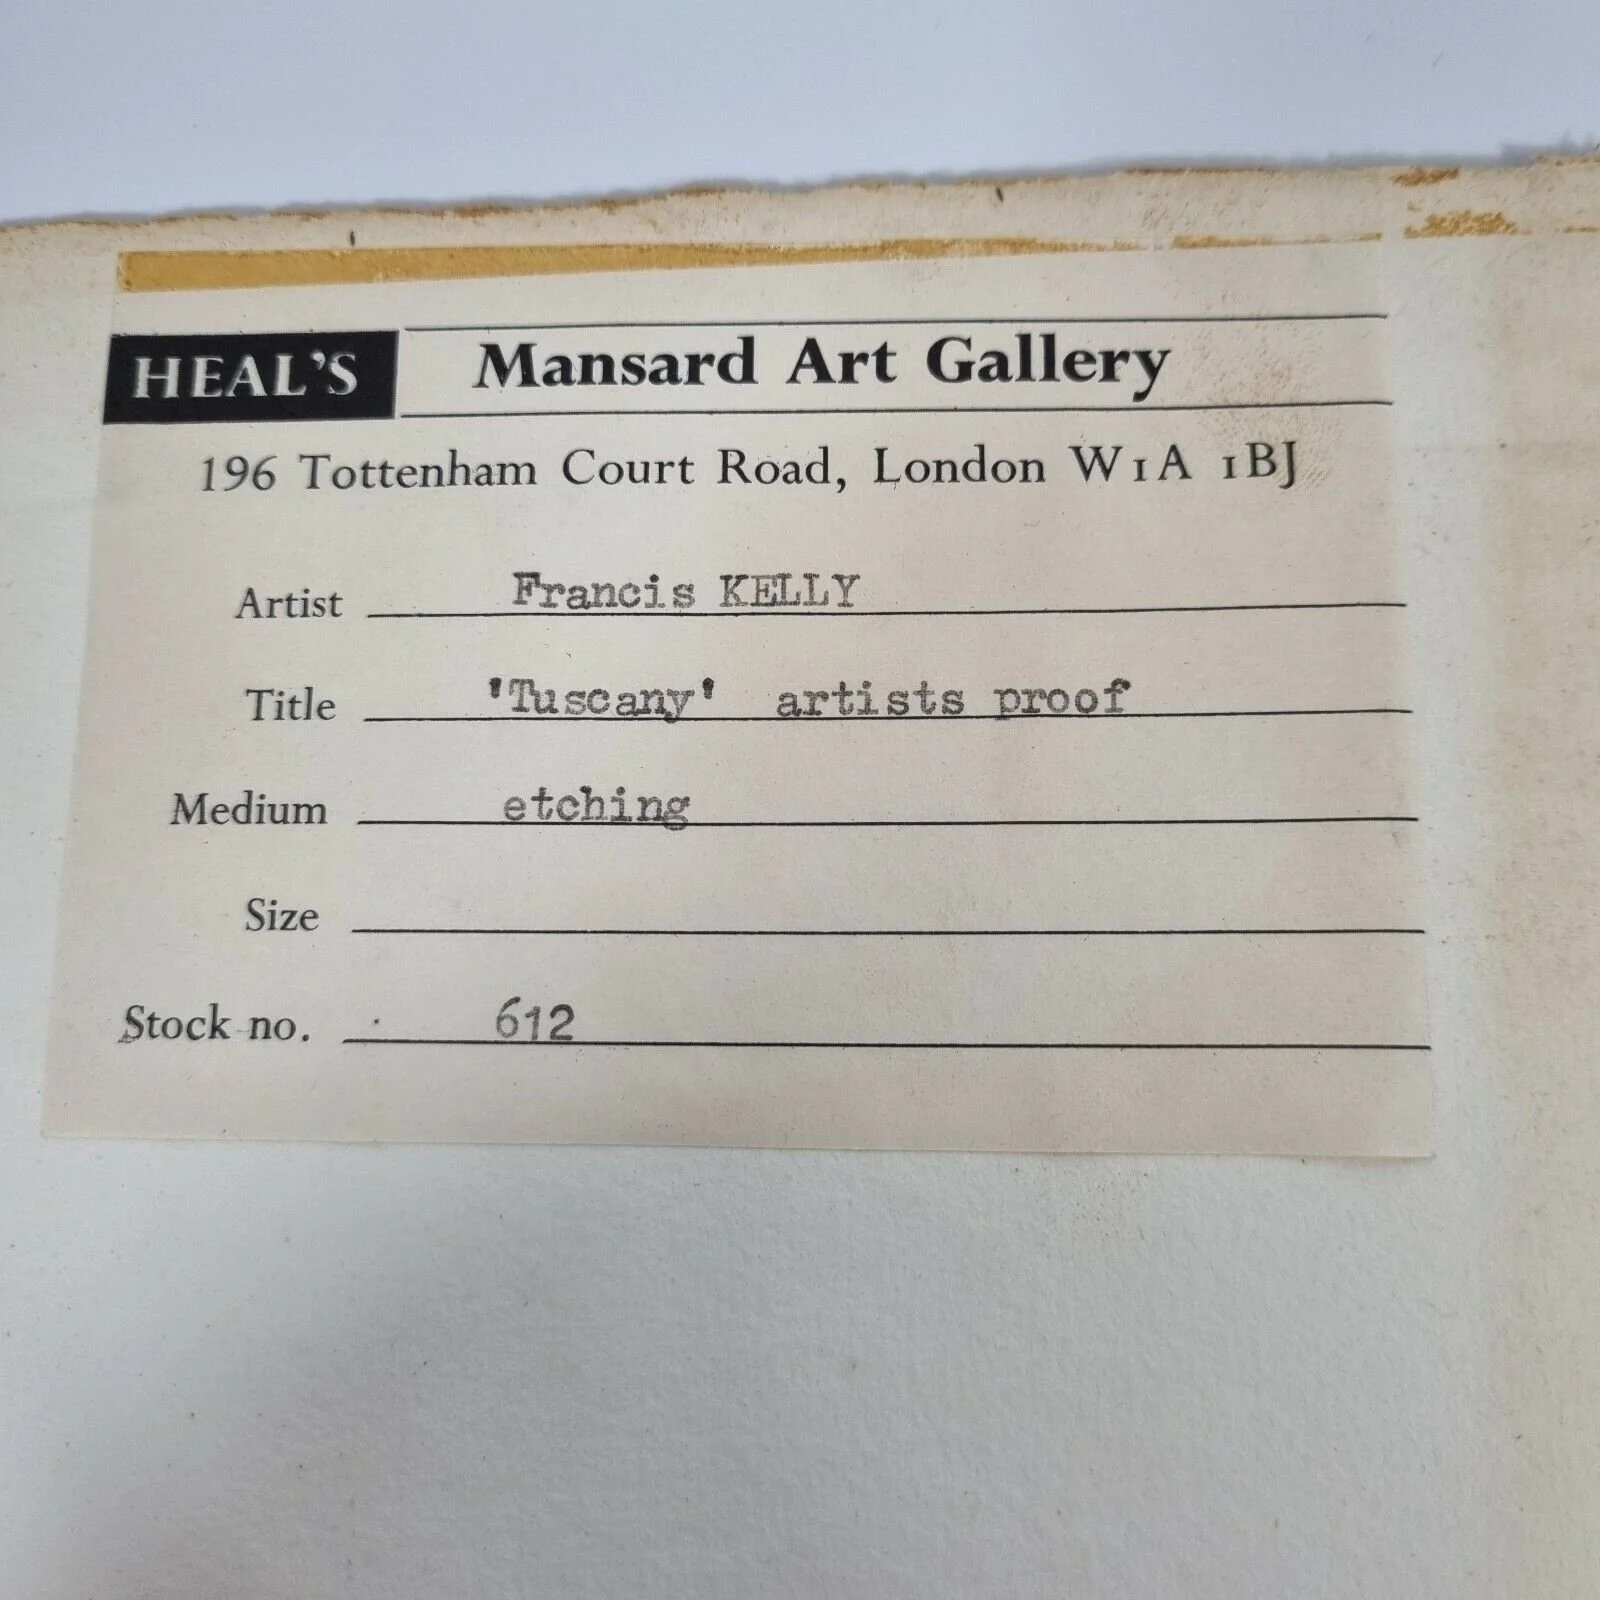 HEAL'S Mansard Art Gallery
196 Tottenham Court Road, London W1A 1BJ
Artist Francis KELLY
Title 'Tuscany' artists proof
Medium etching
Size
Stock no. 612